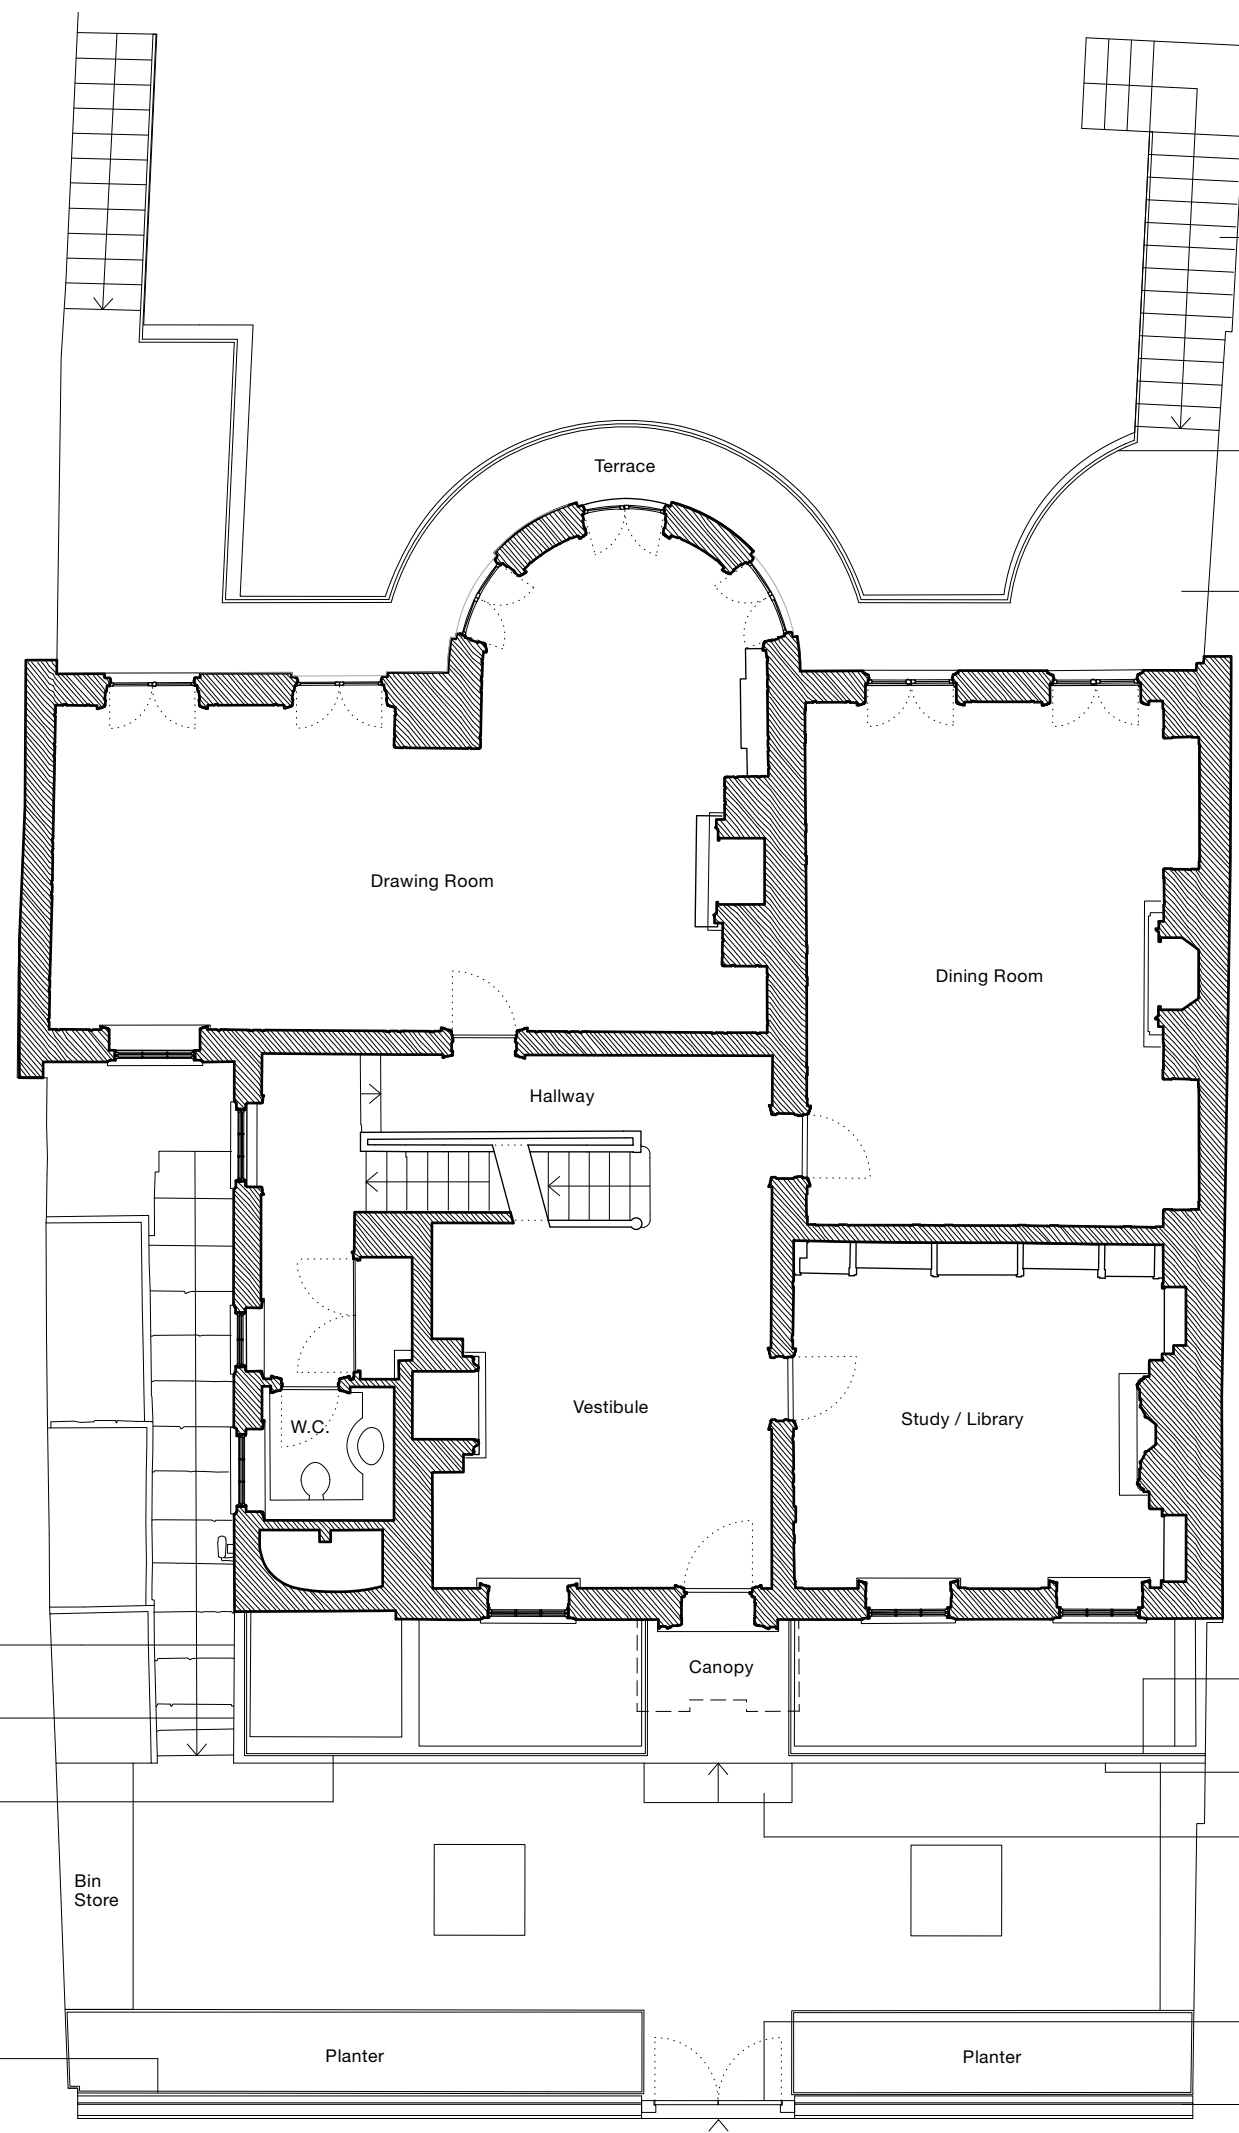 Terrace
Drawing Room
Dining Room
Hallway
Vestibule
W.C.
Study / Library
Canopy
Bin
Store
Planter
Planter